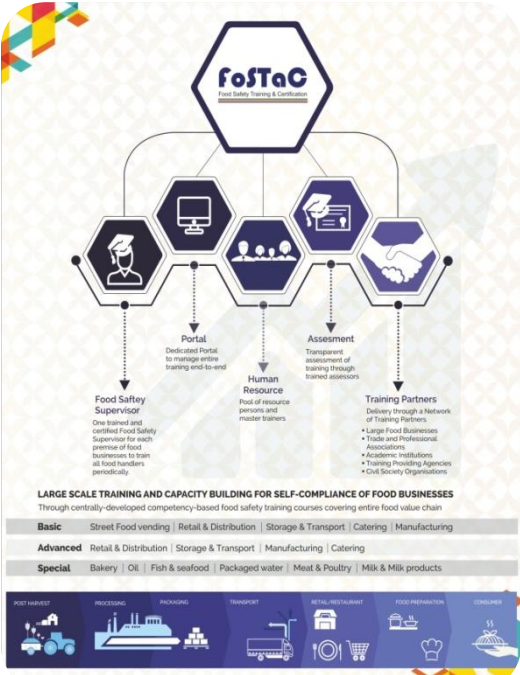 FoSTaC
Food Safety Training & Certification
Portal
Dedicated Portal
to manage entire
training end-to-end
Assesment
Transparent
assessment of
training through
trained assessors
Human
Resource
Pool of resource
persons and
master trainers
Food Saftey
Supervisor
One trained and
certified Food Safety
Supervisor for each
premise of food
businesses to train
all food handlers
periodically.
Training Partners
Delivery through a Network
of Training Partners
• Large Food Businesses
• Trade and Professional
Associations
• Academic Institutions
• Training Providing Agencies
• Civil Society Organisations
LARGE SCALE TRAINING AND CAPACITY BUILDING FOR SELF-COMPLIANCE OF FOOD BUSINESSES
Through centrally-developed competency-based food safety training courses covering entire food value chain
Basic Street Food vending | Retail & Distribution | Storage & Transport | Catering | Manufacturing
Advanced Retail & Distribution | Storage & Transport | Manufacturing | Catering
Special Bakery | Oil | Fish & seafood | Packaged water | Meat & Poultry | Milk & Milk products
POST HARVEST PROCESSING PACKAGING TRANSPORT RETAIL/RESTAURANT FOOD PREPARATION CONSUMER